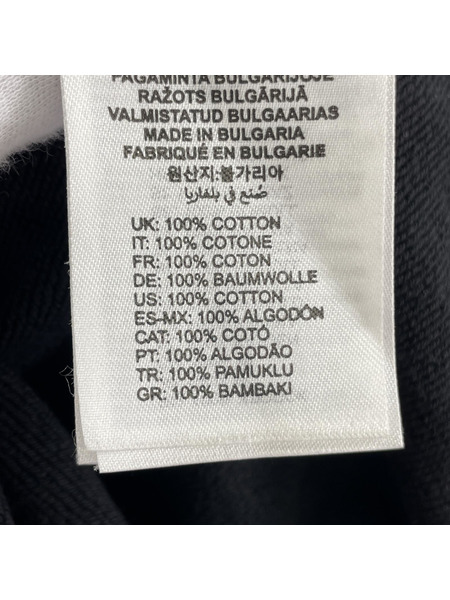 PAGAMINTA BULGARIJOJE
RAŽOTS BULGĀRIJĀ
VALMISTATUD BULGAARIAS
MADE IN BULGARIA
FABRIQUÉ EN BULGARIE
원산지:불가리아
صُنع في بلغاريا
UK: 100% COTTON
IT: 100% COTONE
FR: 100% COTON
DE: 100% BAUMWOLLE
US: 100% COTTON
ES-MX: 100% ALGODÓN
CAT: 100% COTÓ
PT: 100% ALGODÃO
TR: 100% PAMUKLU
GR: 100% BAMBAKI